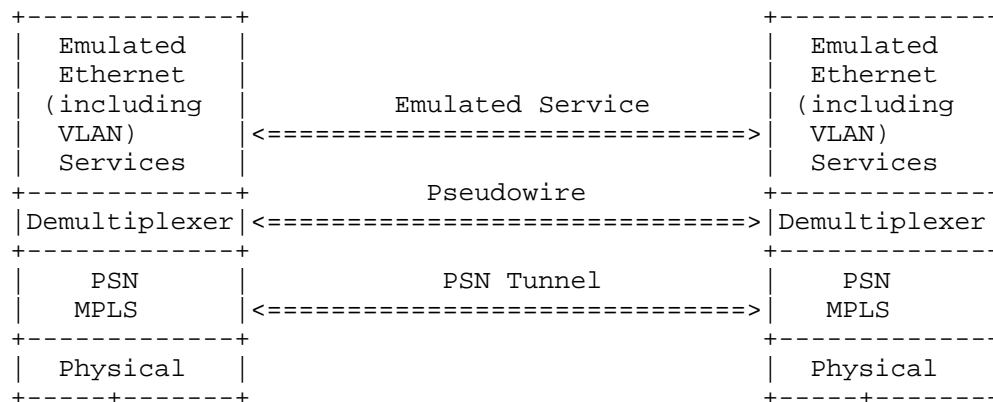 +-------------+                                +-------------
|  Emulated   |                                |  Emulated
|  Ethernet   |                                |  Ethernet
| (including  |         Emulated Service       | (including
|  VLAN)      |<==============================>|  VLAN)
|  Services   |                                |  Services
+-------------+           Pseudowire           +-------------
|Demultiplexer|<==============================>|Demultiplexer
+-------------+                                +-------------
|    PSN      |            PSN Tunnel          |    PSN
|   MPLS      |<==============================>|   MPLS
+-------------+                                +-------------
|  Physical   |                                |  Physical
+-----+-------+                                +-----+-------